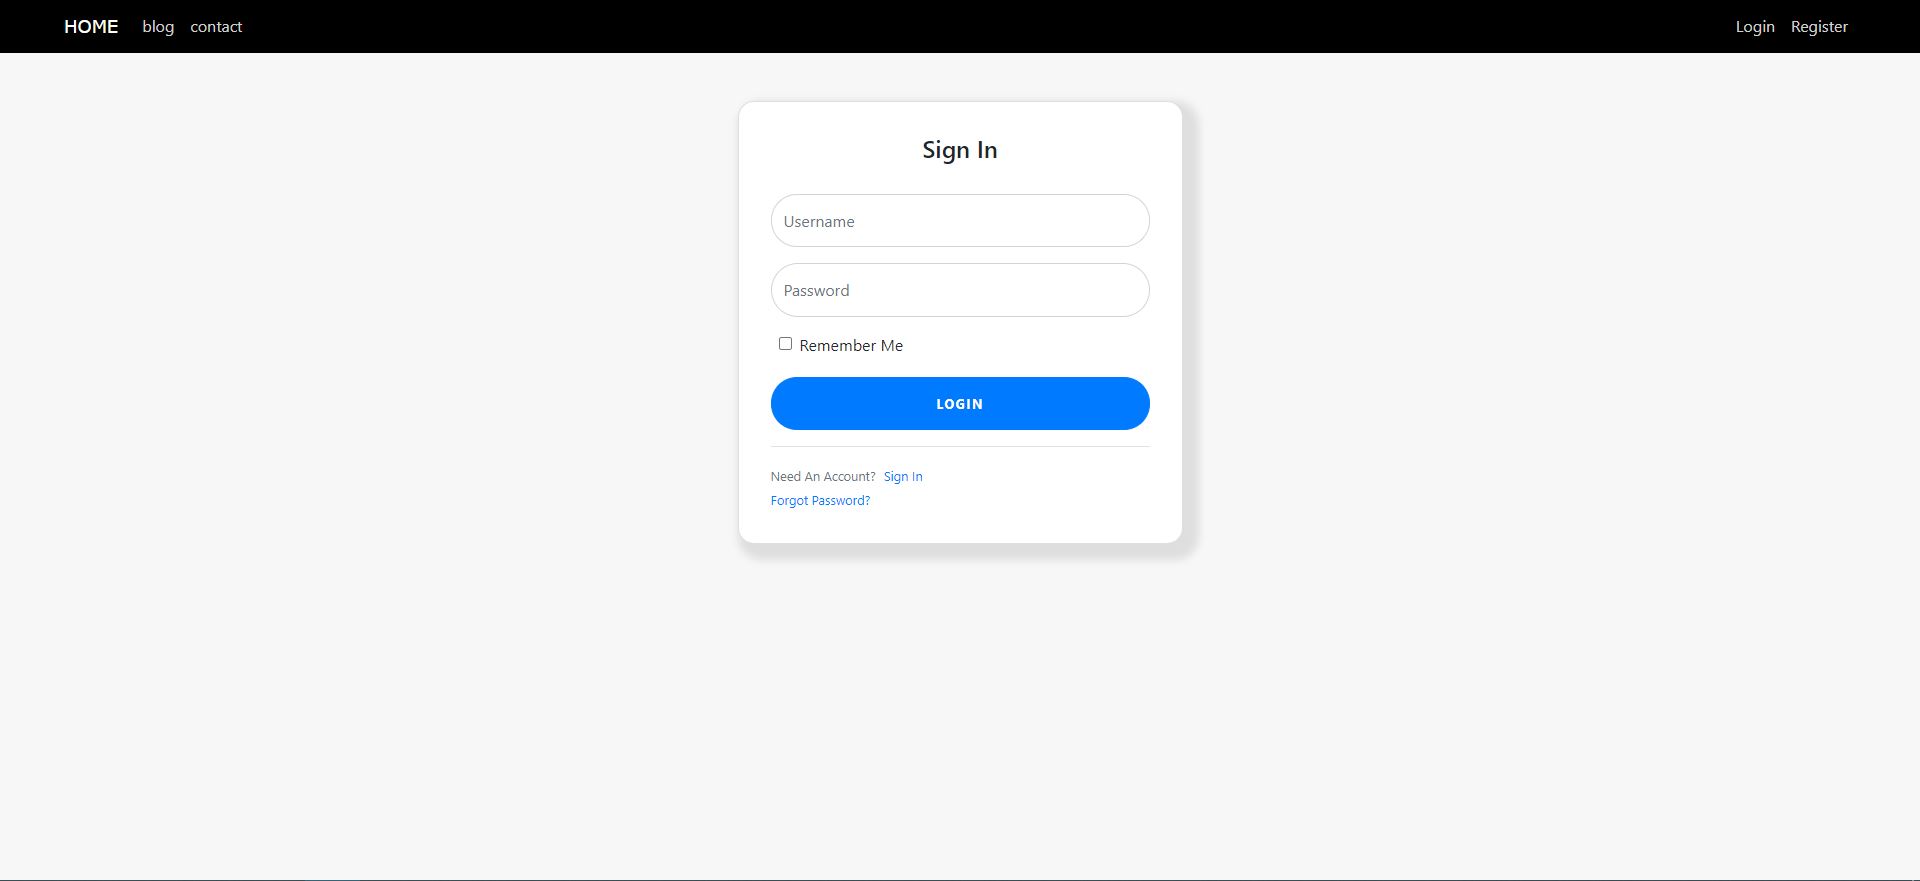 HOME blog contact Login Register
Sign In
Username
Password
Remember Me
LOGIN
Need An Account? Sign In
Forgot Password?